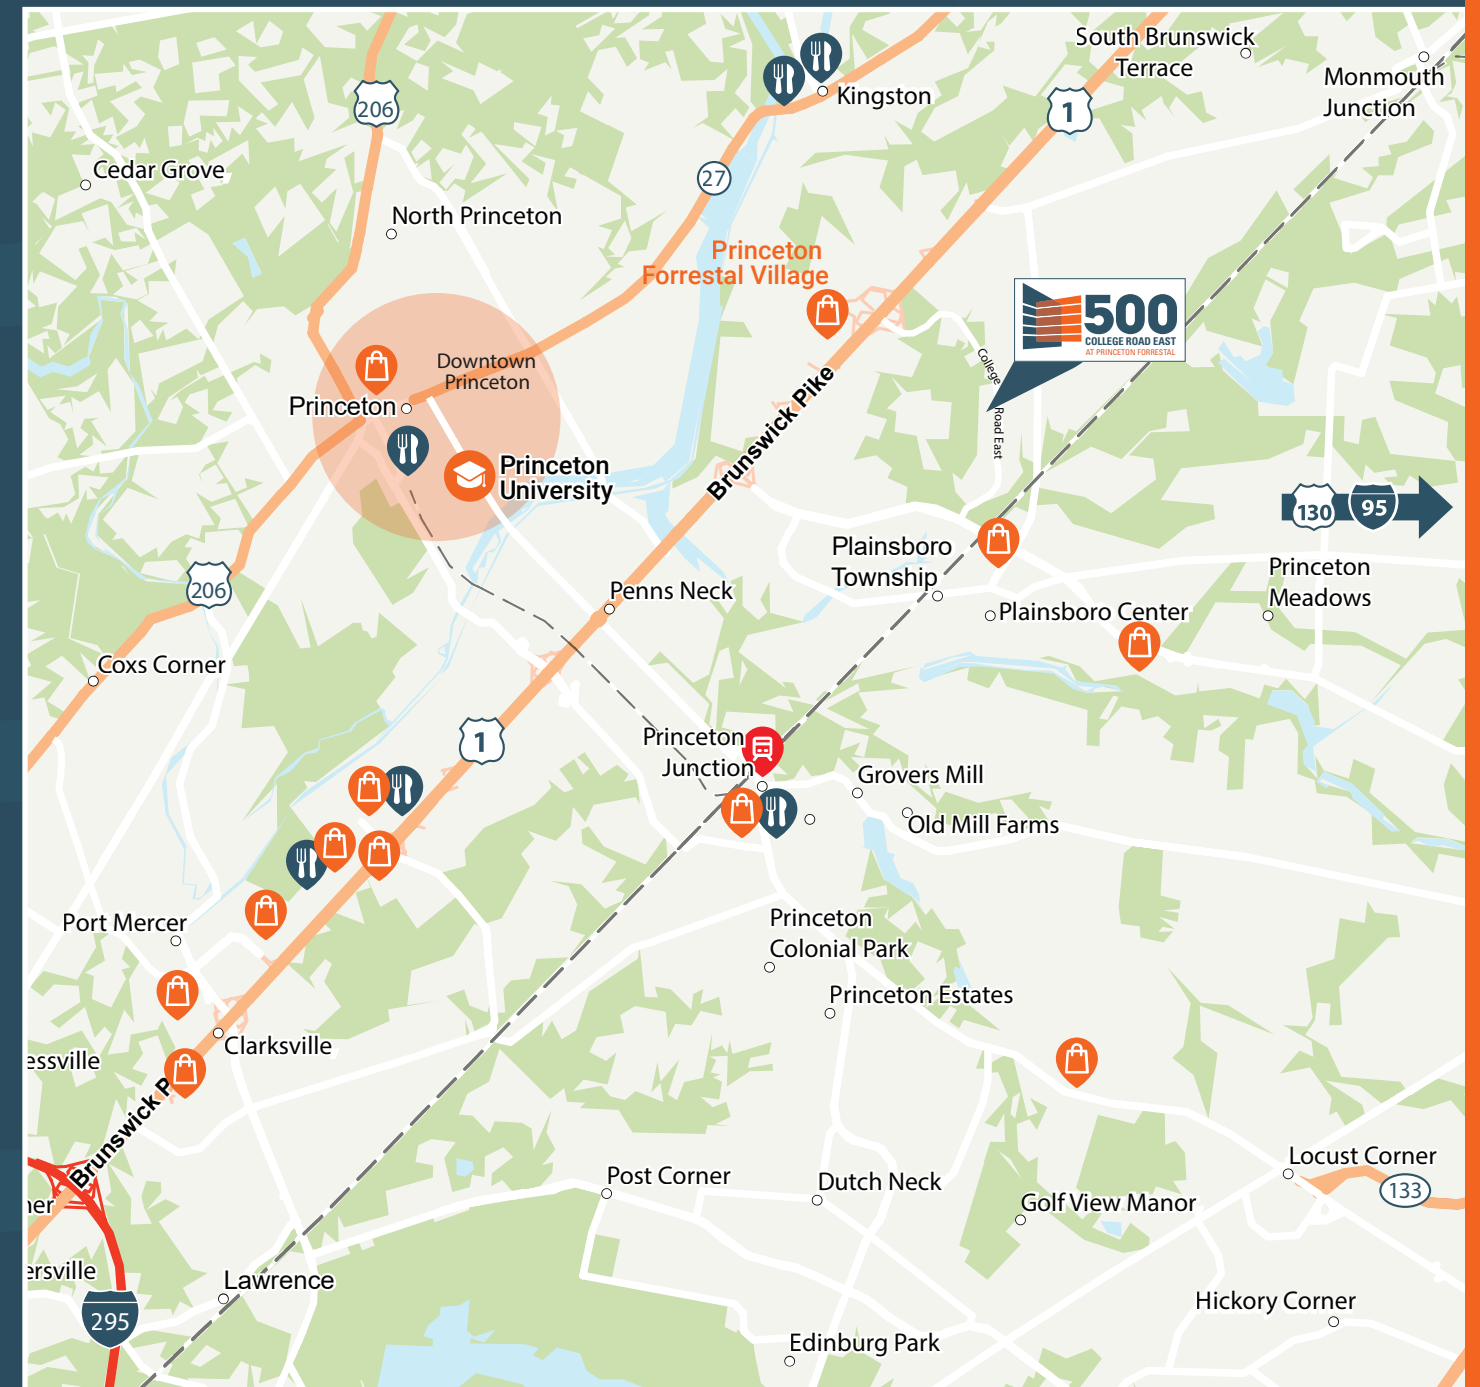 South Brunswick
Terrace
Monmouth
Junction
206
Kingston
1
Cedar Grove
27
North Princeton
Princeton
Forrestal Village
500
COLLEGE ROAD EAST
AT PRINCETON FORRESTAL
College Road East
Downtown
Princeton
Princeton
Brunswick Pike
Princeton
University
130
95
Plainsboro
Township
Princeton
Meadows
206
Penns Neck
Plainsboro Center
Coxs Corner
1
Princeton
Junction
Grovers Mill
Old Mill Farms
Port Mercer
Princeton
Colonial Park
Princeton Estates
Clarksville
essville
Brunswick P
Locust Corner
Post Corner
Dutch Neck
133
Golf View Manor
ner
ersville
Lawrence
Hickory Corner
295
Edinburg Park